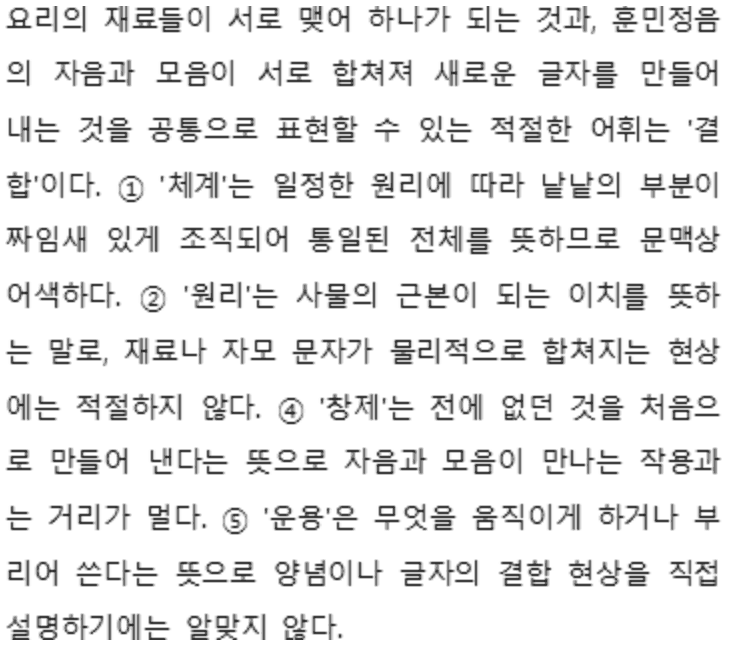 요리의 재료들이 서로 맺어 하나가 되는 것과, 훈민정음
의 자음과 모음이 서로 합쳐져 새로운 글자를 만들어
내는 것을 공통으로 표현할 수 있는 적절한 어휘는 '결
합'이다. ① '체계'는 일정한 원리에 따라 낱낱의 부분이
짜임새 있게 조직되어 통일된 전체를 뜻하므로 문맥상
어색하다. ② '원리'는 사물의 근본이 되는 이치를 뜻하
는 말로, 재료나 자모 문자가 물리적으로 합쳐지는 현상
에는 적절하지 않다. ④ '창제'는 전에 없던 것을 처음으
로 만들어 낸다는 뜻으로 자음과 모음이 만나는 작용과
는 거리가 멀다. ⑤ '운용'은 무엇을 움직이게 하거나 부
리어 쓴다는 뜻으로 양념이나 글자의 결합 현상을 직접
설명하기에는 알맞지 않다.